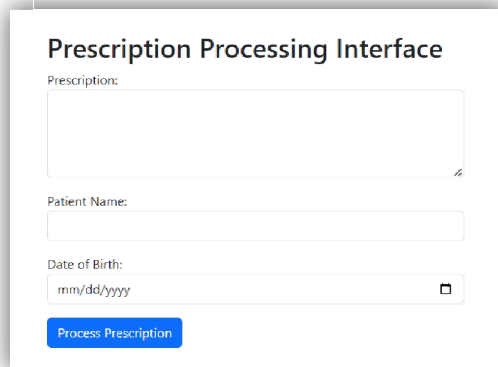 Prescription Processing Interface
Prescription:
Patient Name:
Date of Birth:
mm/dd/yyyy
Process Prescription